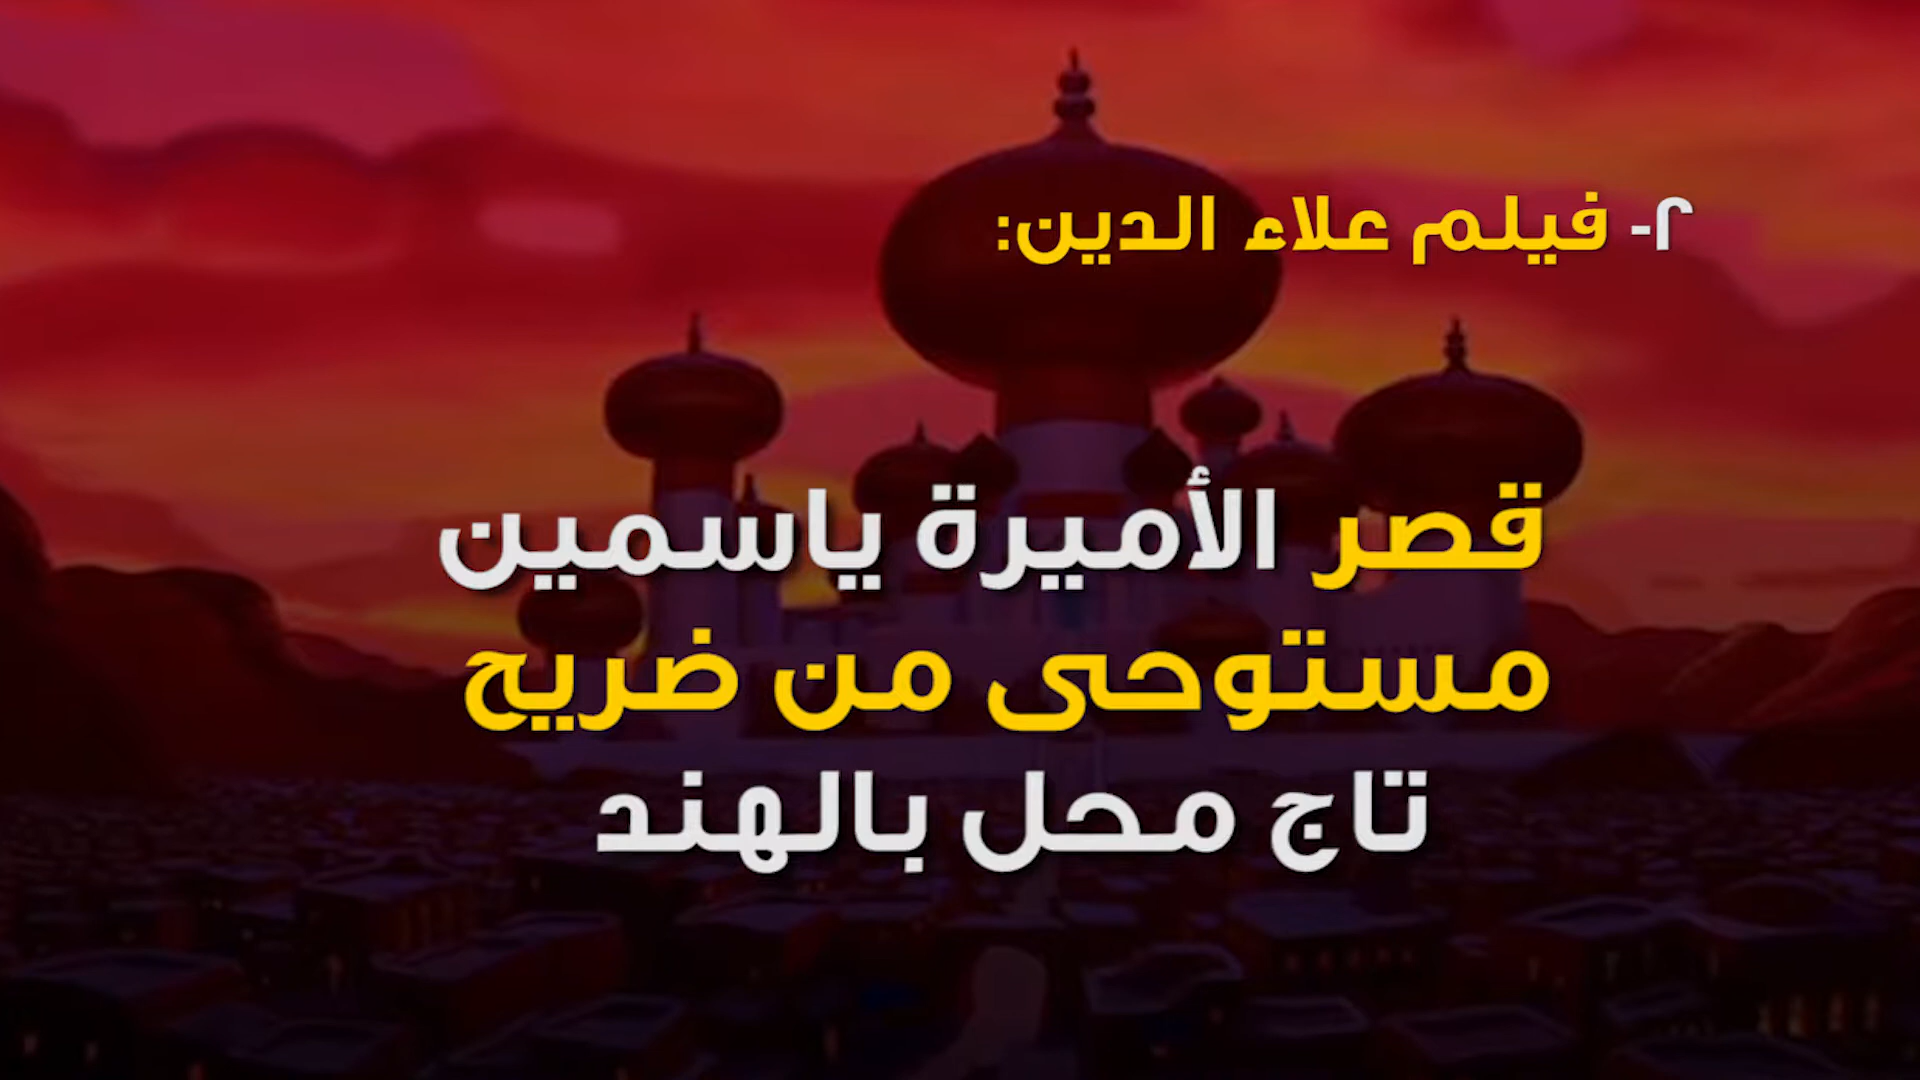 ٢- فيلم علاء الدين:
قصر الأميرة ياسمين
مستوحى من ضريح
تاج محل بالهند